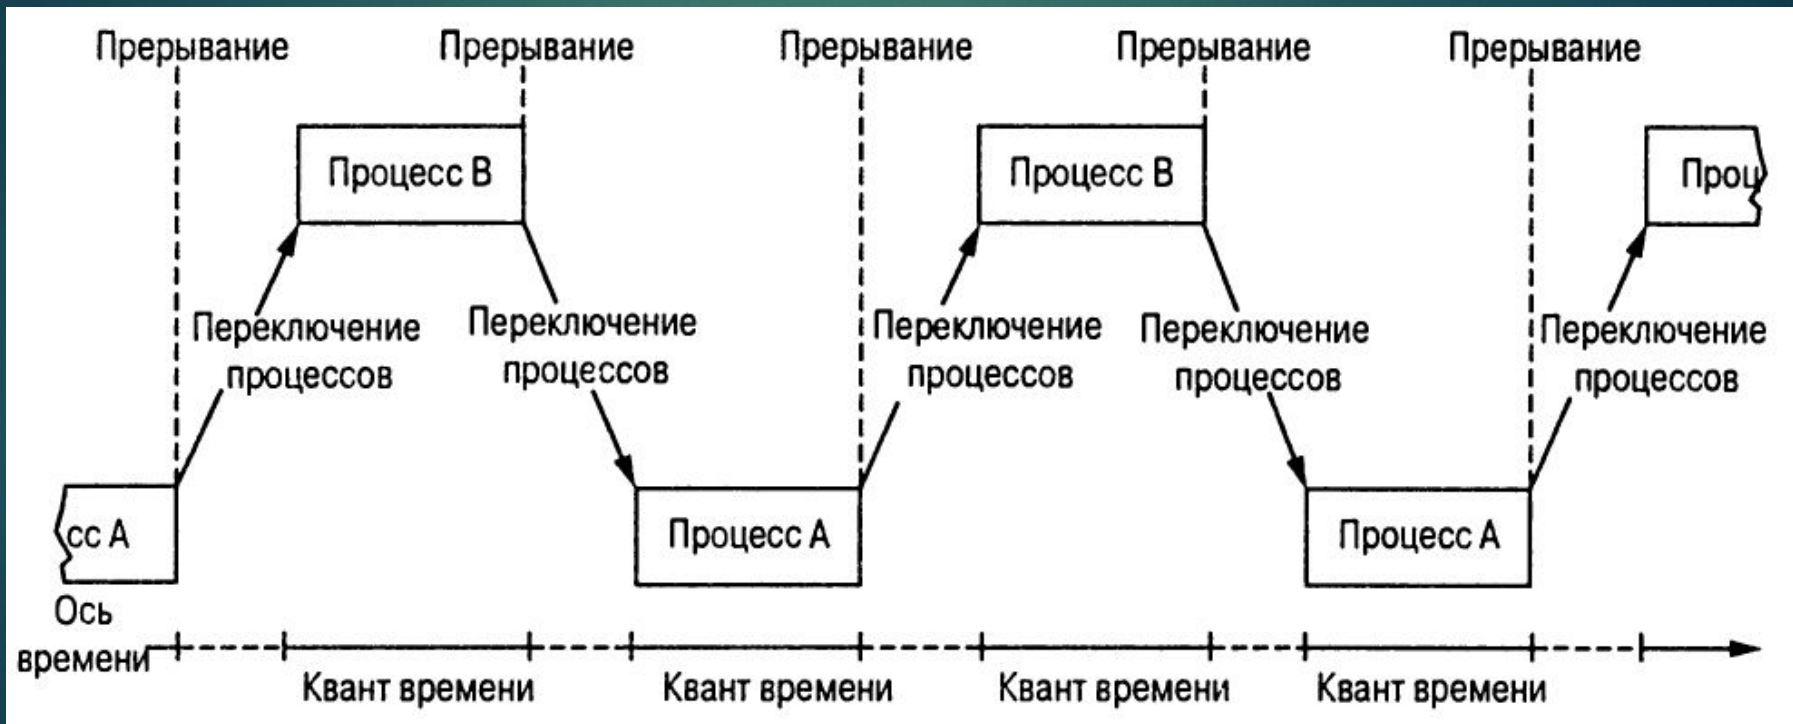 Прерывание Прерывание Прерывание Прерывание Прерывание
Процесс В Процесс В Проц
Переключение Переключение Переключение Переключение Переключение
процессов процессов процессов процессов процессов
сс А Процесс А Процесс А
Ось
времени
Квант времени Квант времени Квант времени Квант времени